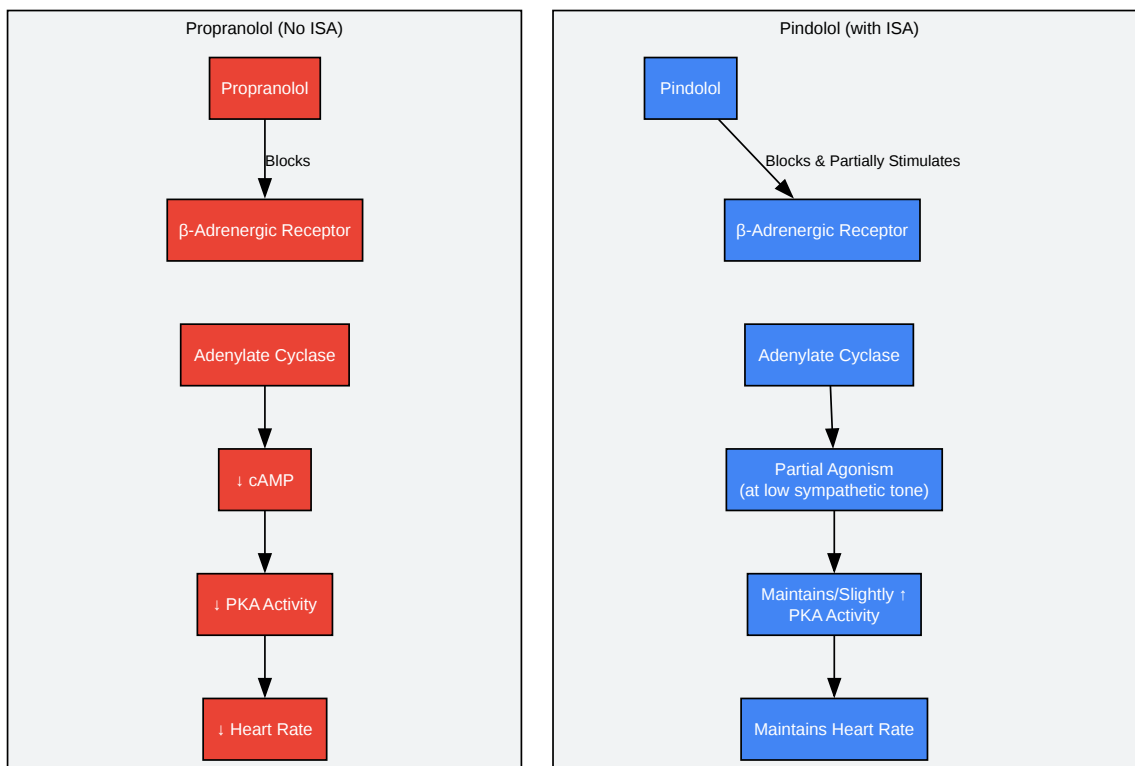 Propranolol (No ISA)
Propranolol
Blocks
β-Adrenergic Receptor
Adenylate Cyclase
↓ cAMP
↓ PKA Activity
↓ Heart Rate
Pindolol (with ISA)
Pindolol
Blocks & Partially Stimulates
β-Adrenergic Receptor
Adenylate Cyclase
Partial Agonism
(at low sympathetic tone)
Maintains/Slightly ↑
PKA Activity
Maintains Heart Rate